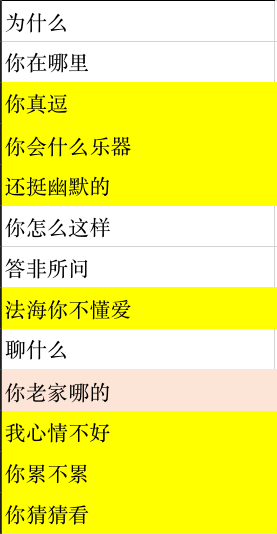 为什么
你在哪里
你真逗
你会什么乐器
还挺幽默的
你怎么这样
答非所问
法海你不懂爱
聊什么
你老家哪的
我心情不好
你累不累
你猜猜看